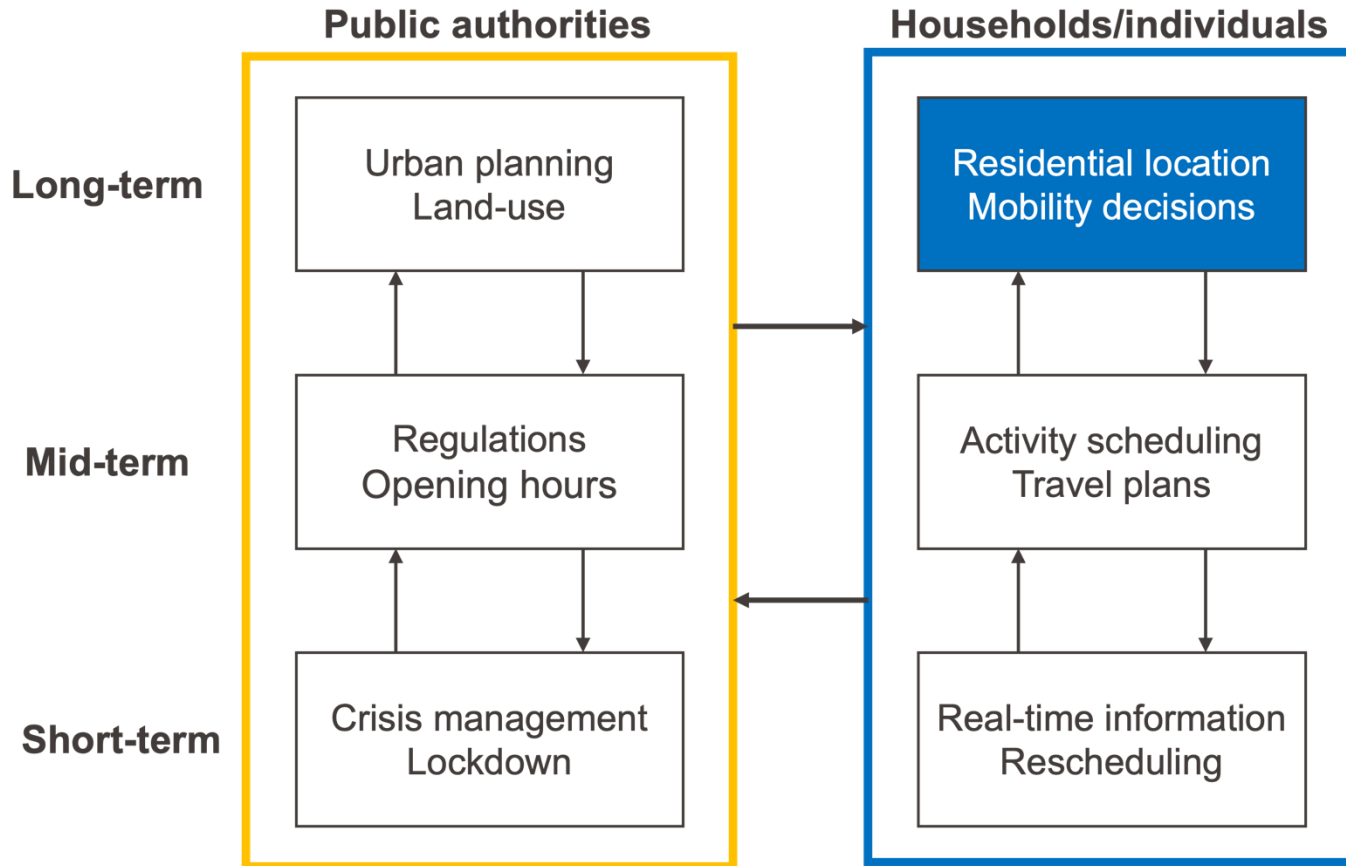 Public authorities
Households/individuals
Long-term
Urban planning
Land-use
Residential location
Mobility decisions
Mid-term
Regulations
Opening hours
Activity scheduling
Travel plans
Short-term
Crisis management
Lockdown
Real-time information
Rescheduling